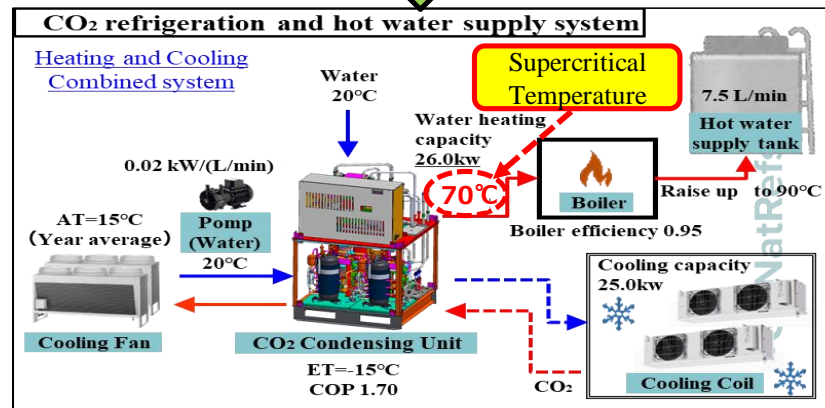 CO₂ refrigeration and hot water supply system
Heating and Cooling
Combined system
Water
20℃
Supercritical
Temperature
Water heating
capacity
26.0kw
7.5 L/min
Hot water
supply tank
0.02 kW/(L/min)
Pump
(Water)
20℃
70℃
Boiler
Raise up to 90℃
Boiler efficiency 0.95
AT=15℃
(Year average)
Cooling Fan
CO₂ Condensing Unit
ET=-15℃
COP 1.70
CO₂
Cooling capacity
25.0kw
Cooling Coil
NatRefs